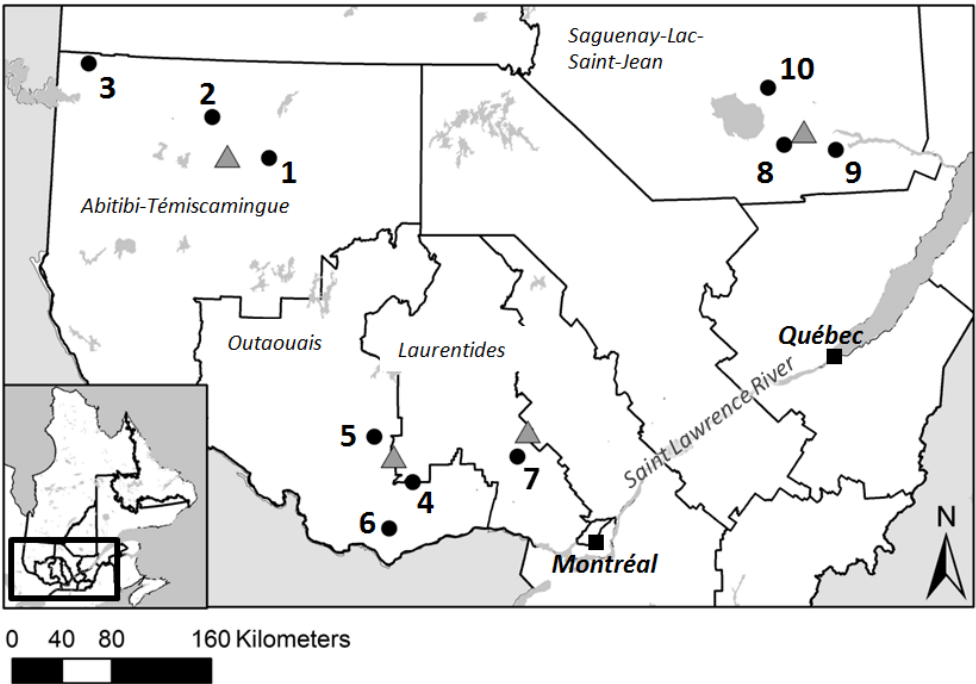 Saguenay-Lac-
Saint-Jean
3
2
10
1
8
9
Abitibi-Témiscamingue
Outaouais
Laurentides
Québec
Saint Lawrence River
5
4
7
6
Montréal
N
0 40 80 160 Kilometers